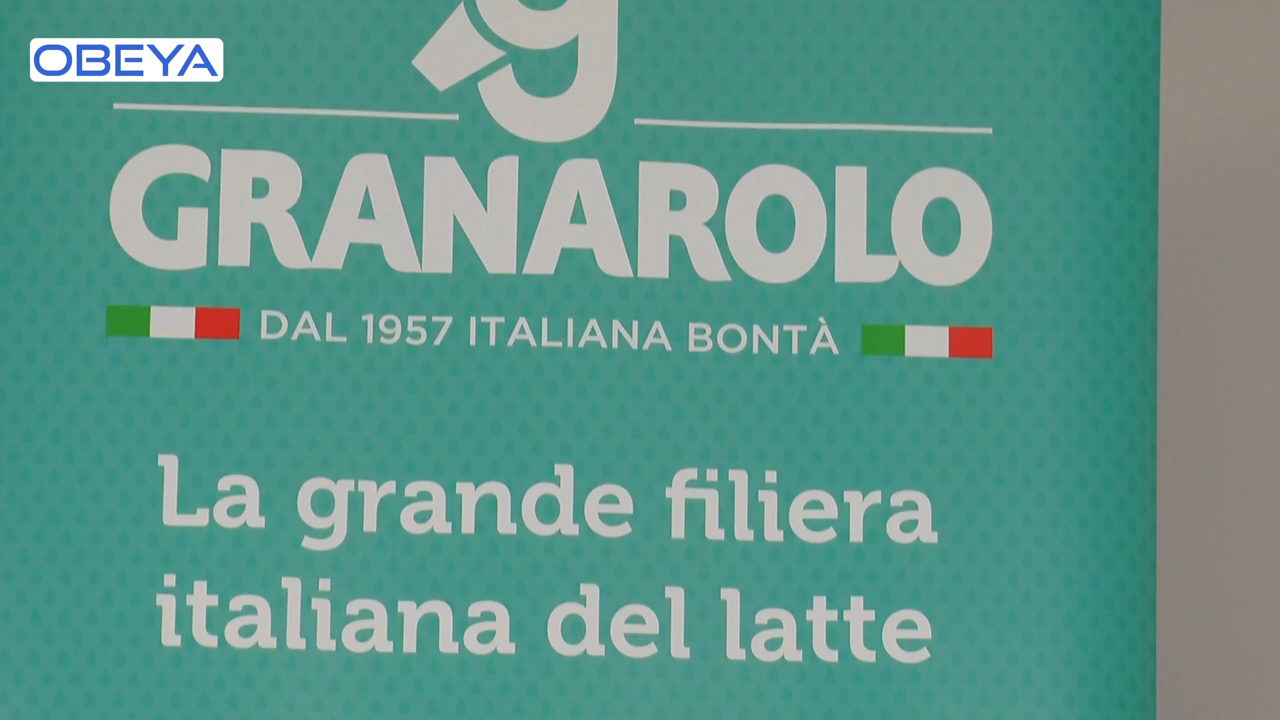 OBEYA
g
GRANAROLO
DAL 1957 ITALIANA BONTÀ
La grande filiera
italiana del latte